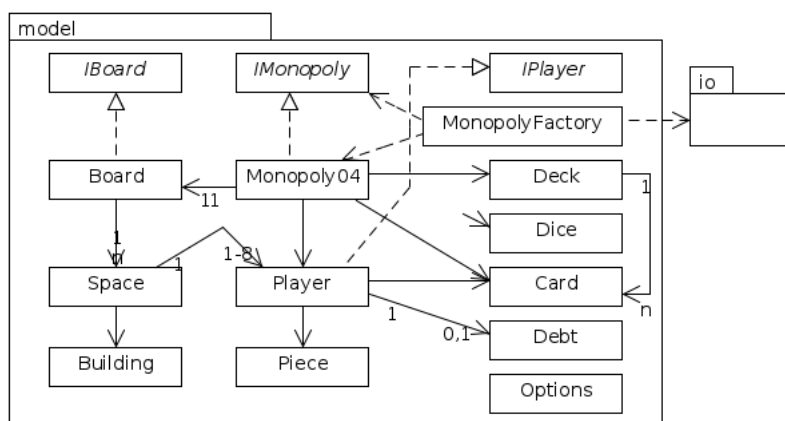 model
IBoard
IMonopoly
IPlayer
io
MonopolyFactory
Board
Monopoly04
Deck
11
1
Dice
1
n
1
1-8
Space
Player
Card
1
0,1
n
Debt
Building
Piece
Options